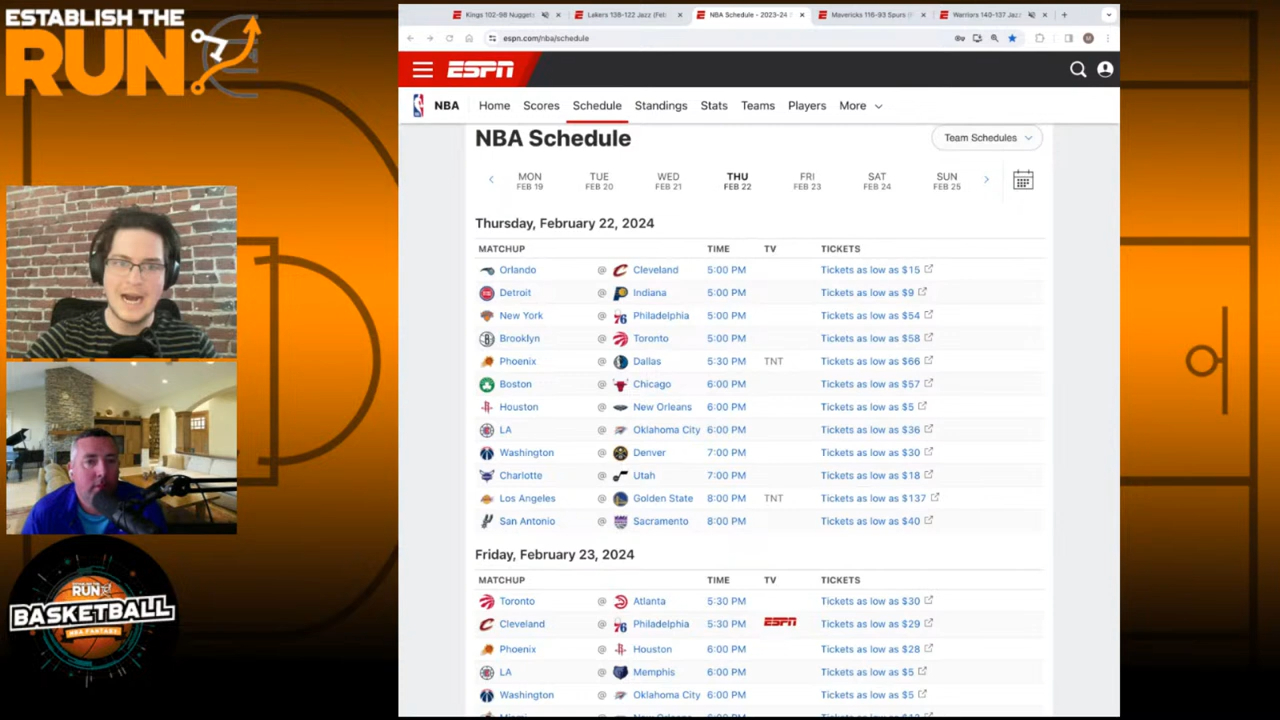 ESTABLISH THE
RUN
Kings 102-98 Nuggets
Lakers 138-122 Jazz (Feb
NBA Schedule - 2023-24 S
Mavericks 116-93 Spurs (F
Warriors 140-137 Jazz
espn.com/nba/schedule
ESPN
NBA Home Scores Schedule Standings Stats Teams Players More
NBA Schedule
Team Schedules
MON TUE WED THU FRI SAT SUN
FEB 19 FEB 20 FEB 21 FEB 22 FEB 23 FEB 24 FEB 25
Thursday, February 22, 2024
MATCHUP TIME TV TICKETS
Orlando @ Cleveland 5:00 PM Tickets as low as $15
Detroit @ Indiana 5:00 PM Tickets as low as $9
New York @ Philadelphia 5:00 PM Tickets as low as $54
Brooklyn @ Toronto 5:00 PM Tickets as low as $58
Phoenix @ Dallas 5:30 PM TNT Tickets as low as $66
Boston @ Chicago 6:00 PM Tickets as low as $57
Houston @ New Orleans 6:00 PM Tickets as low as $5
LA @ Oklahoma City 6:00 PM Tickets as low as $36
Washington @ Denver 7:00 PM Tickets as low as $30
Charlotte @ Utah 7:00 PM Tickets as low as $18
Los Angeles @ Golden State 8:00 PM TNT Tickets as low as $137
San Antonio @ Sacramento 8:00 PM Tickets as low as $40
Friday, February 23, 2024
MATCHUP TIME TV TICKETS
Toronto @ Atlanta 5:30 PM Tickets as low as $30
Cleveland @ Philadelphia 5:30 PM ESPN Tickets as low as $29
Phoenix @ Houston 6:00 PM Tickets as low as $28
LA @ Memphis 6:00 PM Tickets as low as $5
Washington @ Oklahoma City 6:00 PM Tickets as low as $5
ESTABLISH THE
RUN
BASKETBALL
NBA FANTASY